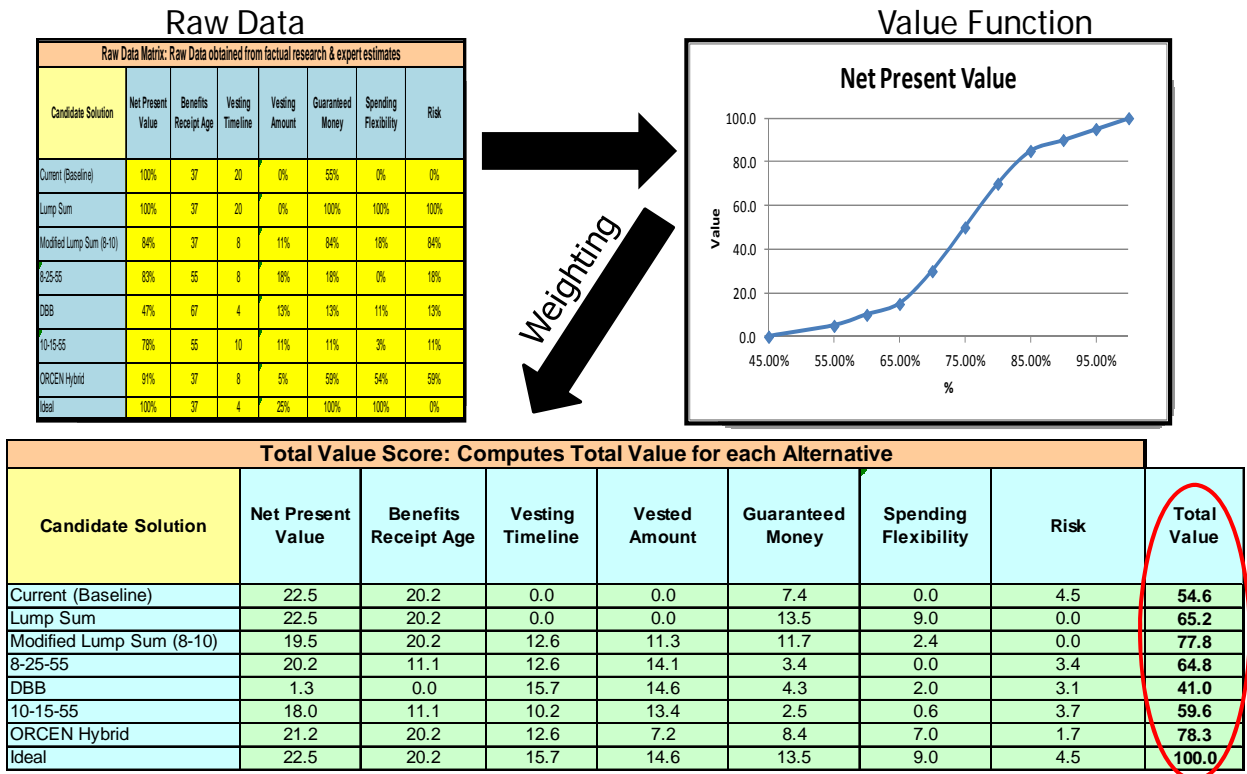 Raw Data
Raw Data Matrix: Raw Data obtained from factual research & expert estimates
Candidate Solution Net Present Value Benefits Receipt Age Vesting Timeline Vesting Amount Guaranteed Money Spending Flexibility Risk
Current (Baseline) 100% 37 20 0% 55% 0% 0%
Lump Sum 100% 37 20 0% 100% 100% 100%
Modified Lump Sum (8-10) 84% 37 8 11% 84% 18% 84%
8-25-55 83% 55 8 18% 18% 0% 18%
DBB 47% 67 4 13% 13% 11% 13%
10-15-55 78% 55 10 11% 11% 3% 11%
ORCEN Hybrid 91% 37 8 5% 59% 54% 59%
Ideal 100% 37 4 25% 100% 100% 0%
Value Function
Net Present Value
100.0
80.0
60.0
40.0
20.0
0.0
Value
45.00% 55.00% 65.00% 75.00% 85.00% 95.00%
%
Weighting
Total Value Score: Computes Total Value for each Alternative
Candidate Solution Net Present Value Benefits Receipt Age Vesting Timeline Vested Amount Guaranteed Money Spending Flexibility Risk Total Value
Current (Baseline) 22.5 20.2 0.0 0.0 7.4 0.0 4.5 54.6
Lump Sum 22.5 20.2 0.0 0.0 13.5 9.0 0.0 65.2
Modified Lump Sum (8-10) 19.5 20.2 12.6 11.3 11.7 2.4 0.0 77.8
8-25-55 20.2 11.1 12.6 14.1 3.4 0.0 3.4 64.8
DBB 1.3 0.0 15.7 14.6 4.3 2.0 3.1 41.0
10-15-55 18.0 11.1 10.2 13.4 2.5 0.6 3.7 59.6
ORCEN Hybrid 21.2 20.2 12.6 7.2 8.4 7.0 1.7 78.3
Ideal 22.5 20.2 15.7 14.6 13.5 9.0 4.5 100.0